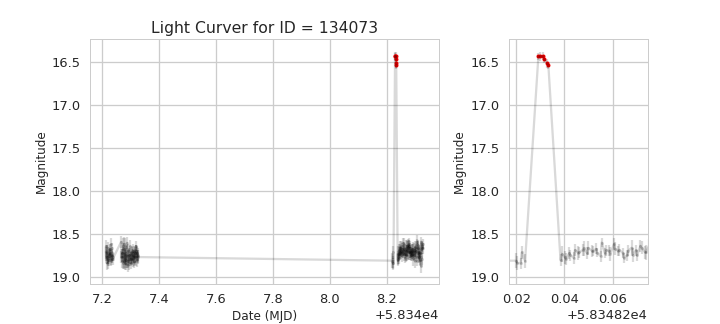 Light Curver for ID = 134073
Magnitude
16.5
17.0
17.5
18.0
18.5
19.0
7.2 7.4 7.6 7.8 8.0 8.2
Date (MJD)
+5.834e4
Magnitude
16.5
17.0
17.5
18.0
18.5
19.0
0.02 0.04 0.06
+5.83482e4